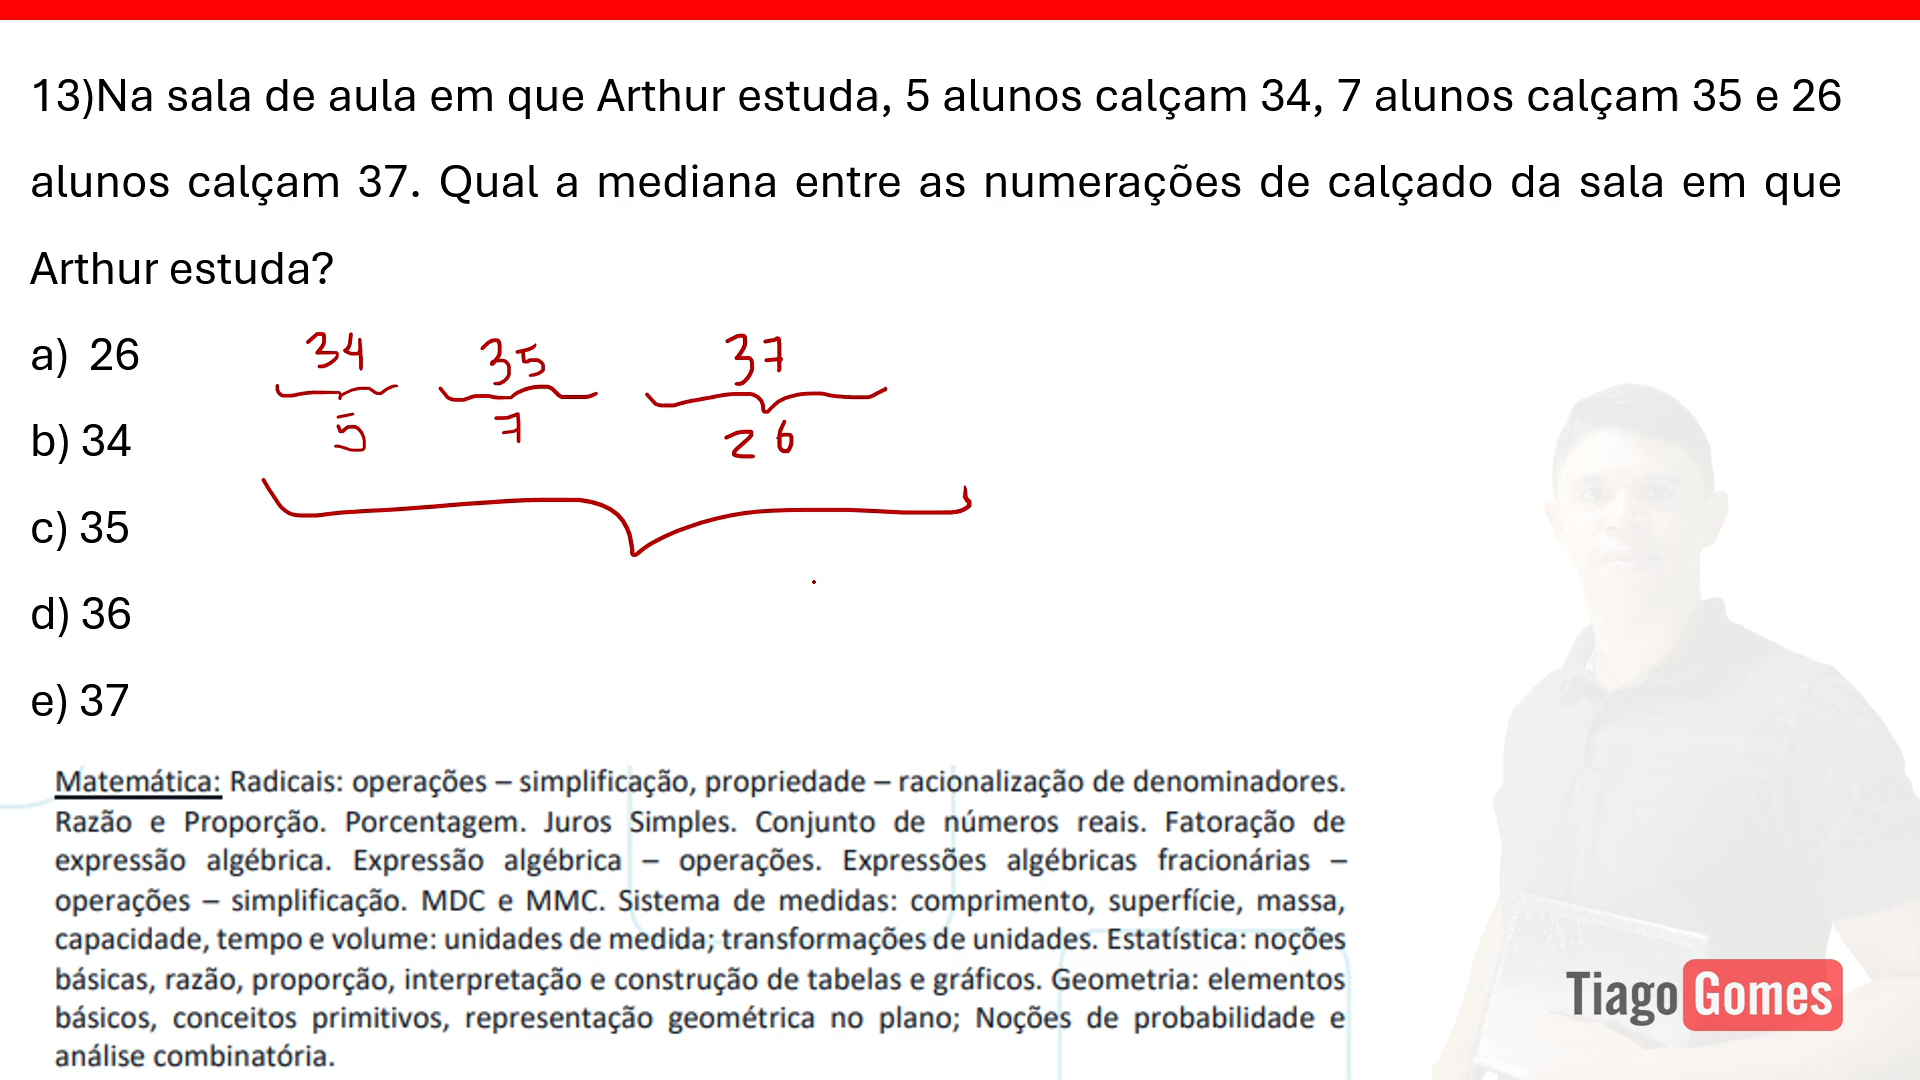 13)Na sala de aula em que Arthur estuda, 5 alunos calçam 34, 7 alunos calçam 35 e 26
alunos calçam 37. Qual a mediana entre as numerações de calçado da sala em que
Arthur estuda?
a) 26
34 35 37
b) 34
5 7 26
c) 35
d) 36
e) 37
Matemática: Radicais: operações – simplificação, propriedade – racionalização de denominadores.
Razão e Proporção. Porcentagem. Juros Simples. Conjunto de números reais. Fatoração de
expressão algébrica. Expressão algébrica – operações. Expressões algébricas fracionárias –
operações – simplificação. MDC e MMC. Sistema de medidas: comprimento, superfície, massa,
capacidade, tempo e volume: unidades de medida; transformações de unidades. Estatística: noções
básicas, razão, proporção, interpretação e construção de tabelas e gráficos. Geometria: elementos
básicos, conceitos primitivos, representação geométrica no plano; Noções de probabilidade e
análise combinatória.
Tiago Gomes